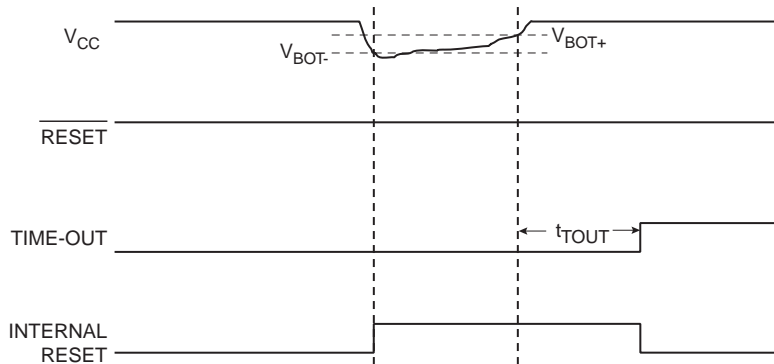 VCC
VBOT-
VBOT+
RESET
TIME-OUT
tTOUT
INTERNAL
RESET